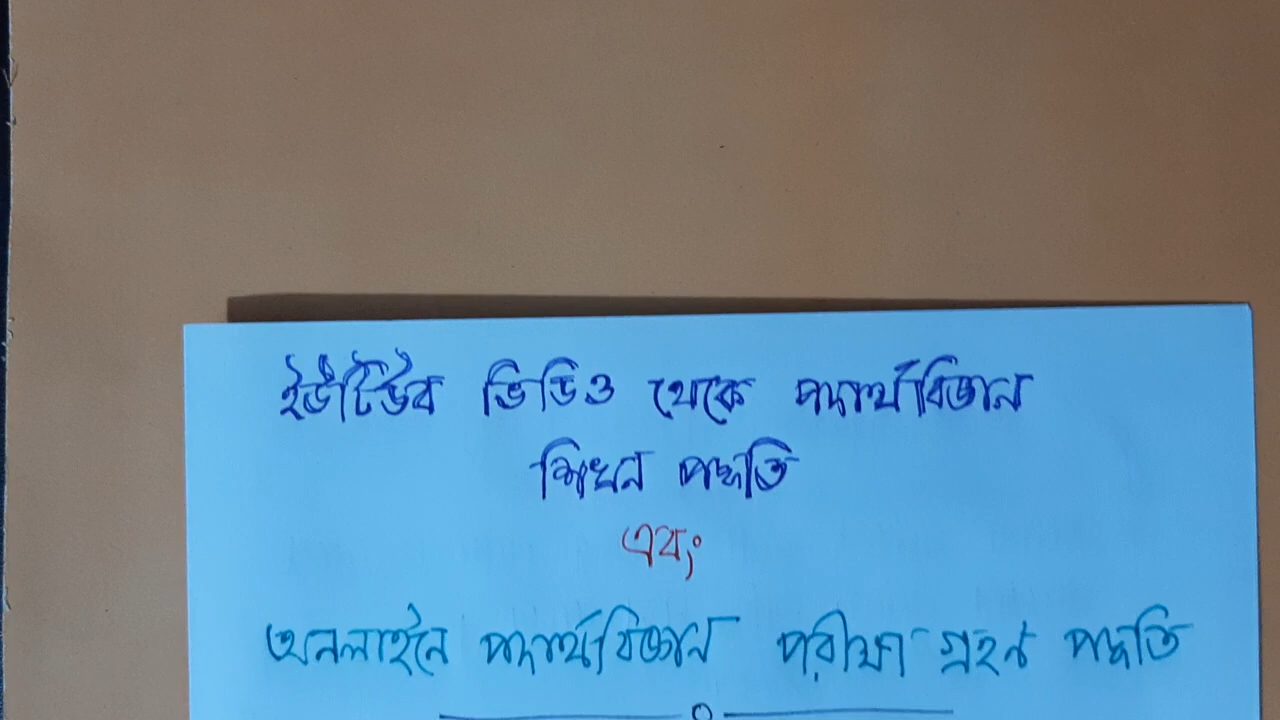 ইউটিউব ভিডিও থেকে পদার্থবিজ্ঞান
শিখন পদ্ধতি
এবং
অনলাইনে পদার্থবিজ্ঞান পরীক্ষা গ্রহণ পদ্ধতি